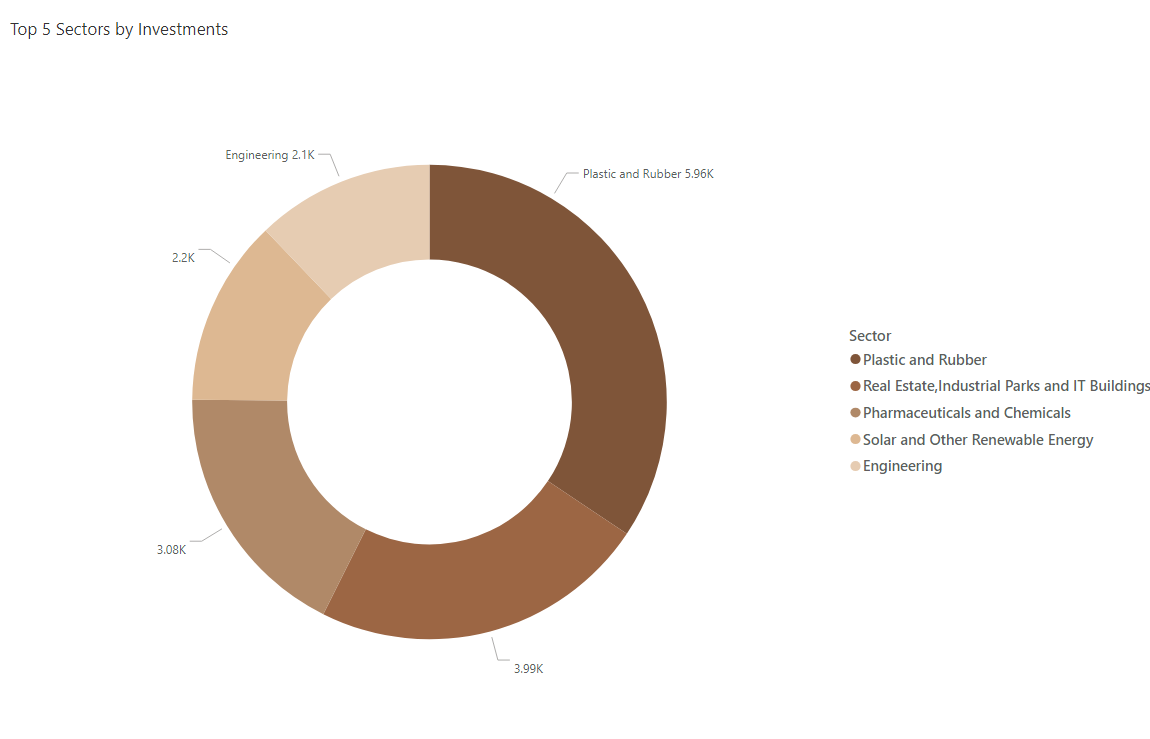 Top 5 Sectors by Investments
Engineering 2.1K
Plastic and Rubber 5.96K
2.2K
3.08K
3.99K
Sector
Plastic and Rubber
Real Estate,Industrial Parks and IT Buildings
Pharmaceuticals and Chemicals
Solar and Other Renewable Energy
Engineering